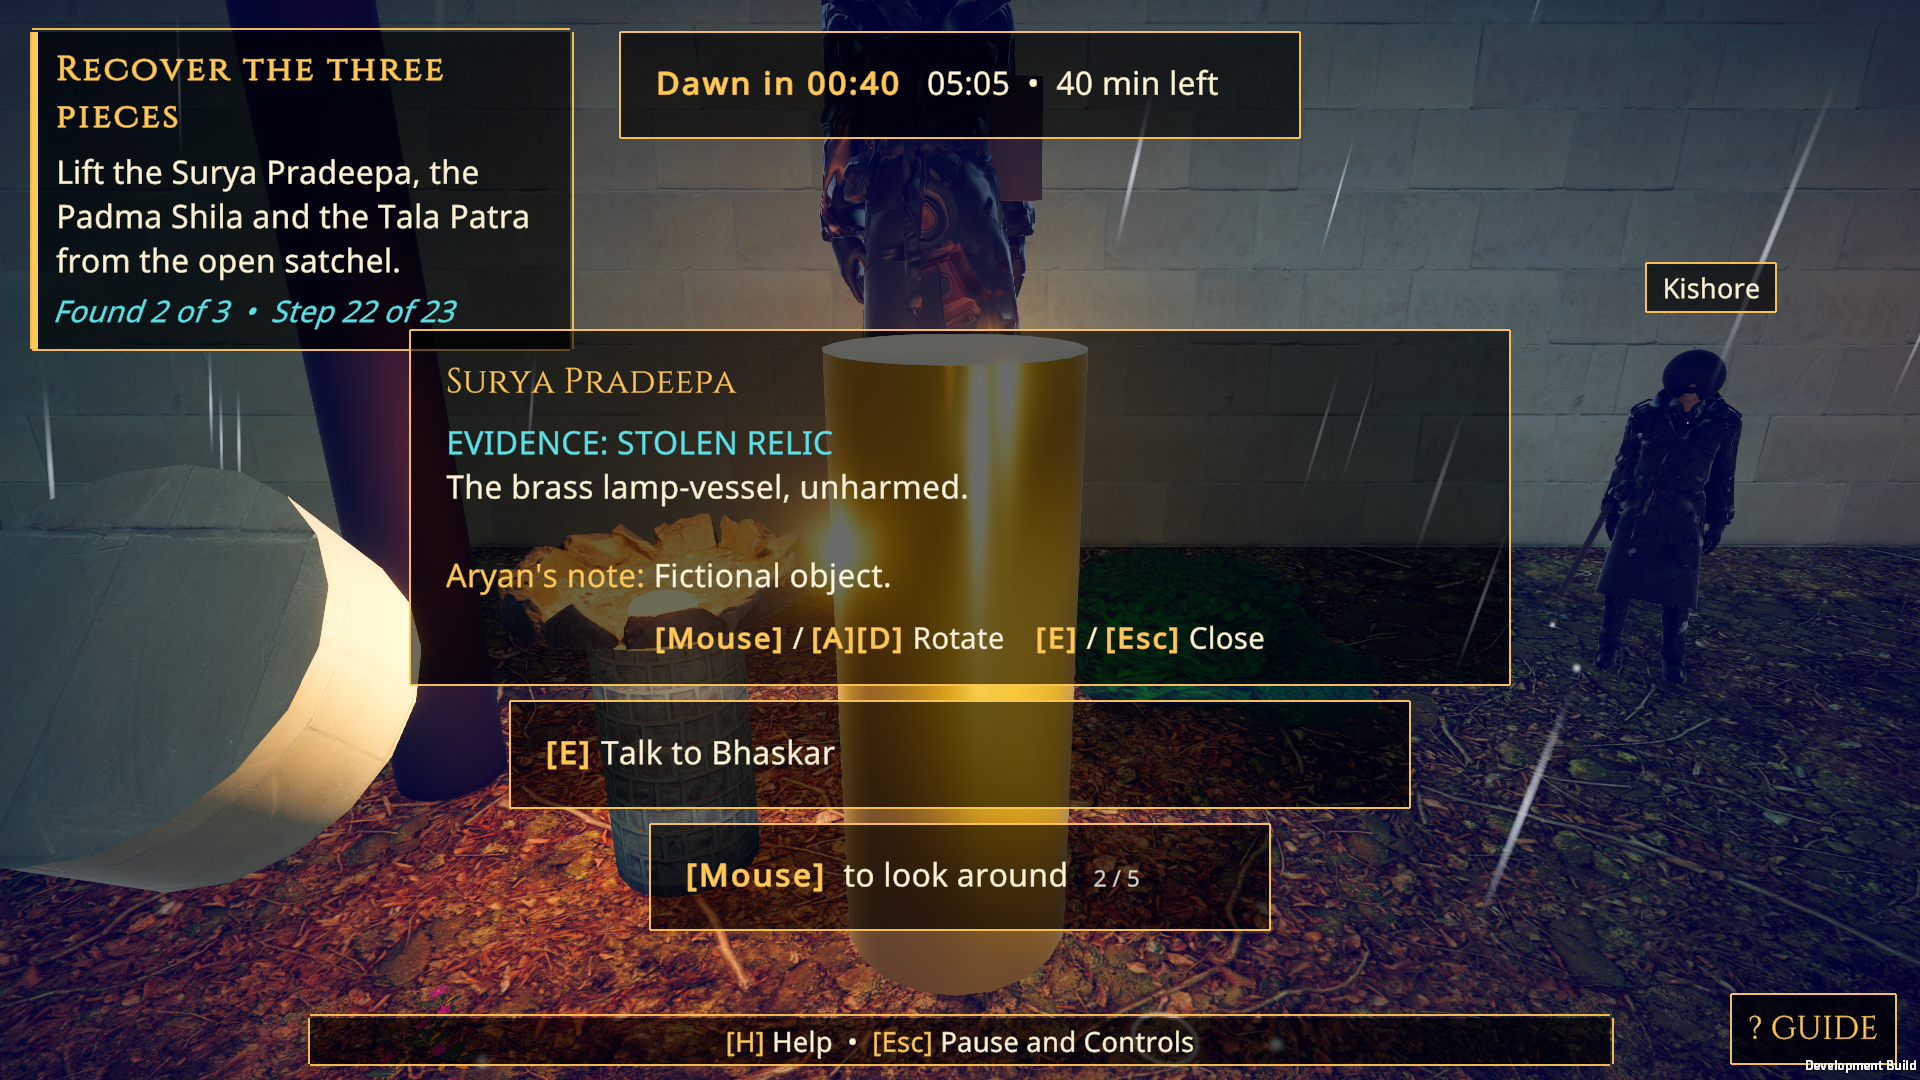 RECOVER THE THREE
PIECES
Lift the Surya Pradeepa, the
Padma Shila and the Tala Patra
from the open satchel.
Found 2 of 3 • Step 22 of 23
Dawn in 00:40 05:05 • 40 min left
Kishore
SURYA PRADEEPA
EVIDENCE: STOLEN RELIC
The brass lamp-vessel, unharmed.
Aryan's note: Fictional object.
[Mouse] / [A][D] Rotate [E] / [Esc] Close
[E] Talk to Bhaskar
[Mouse] to look around 2 / 5
[H] Help • [Esc] Pause and Controls
? GUIDE
Development Build